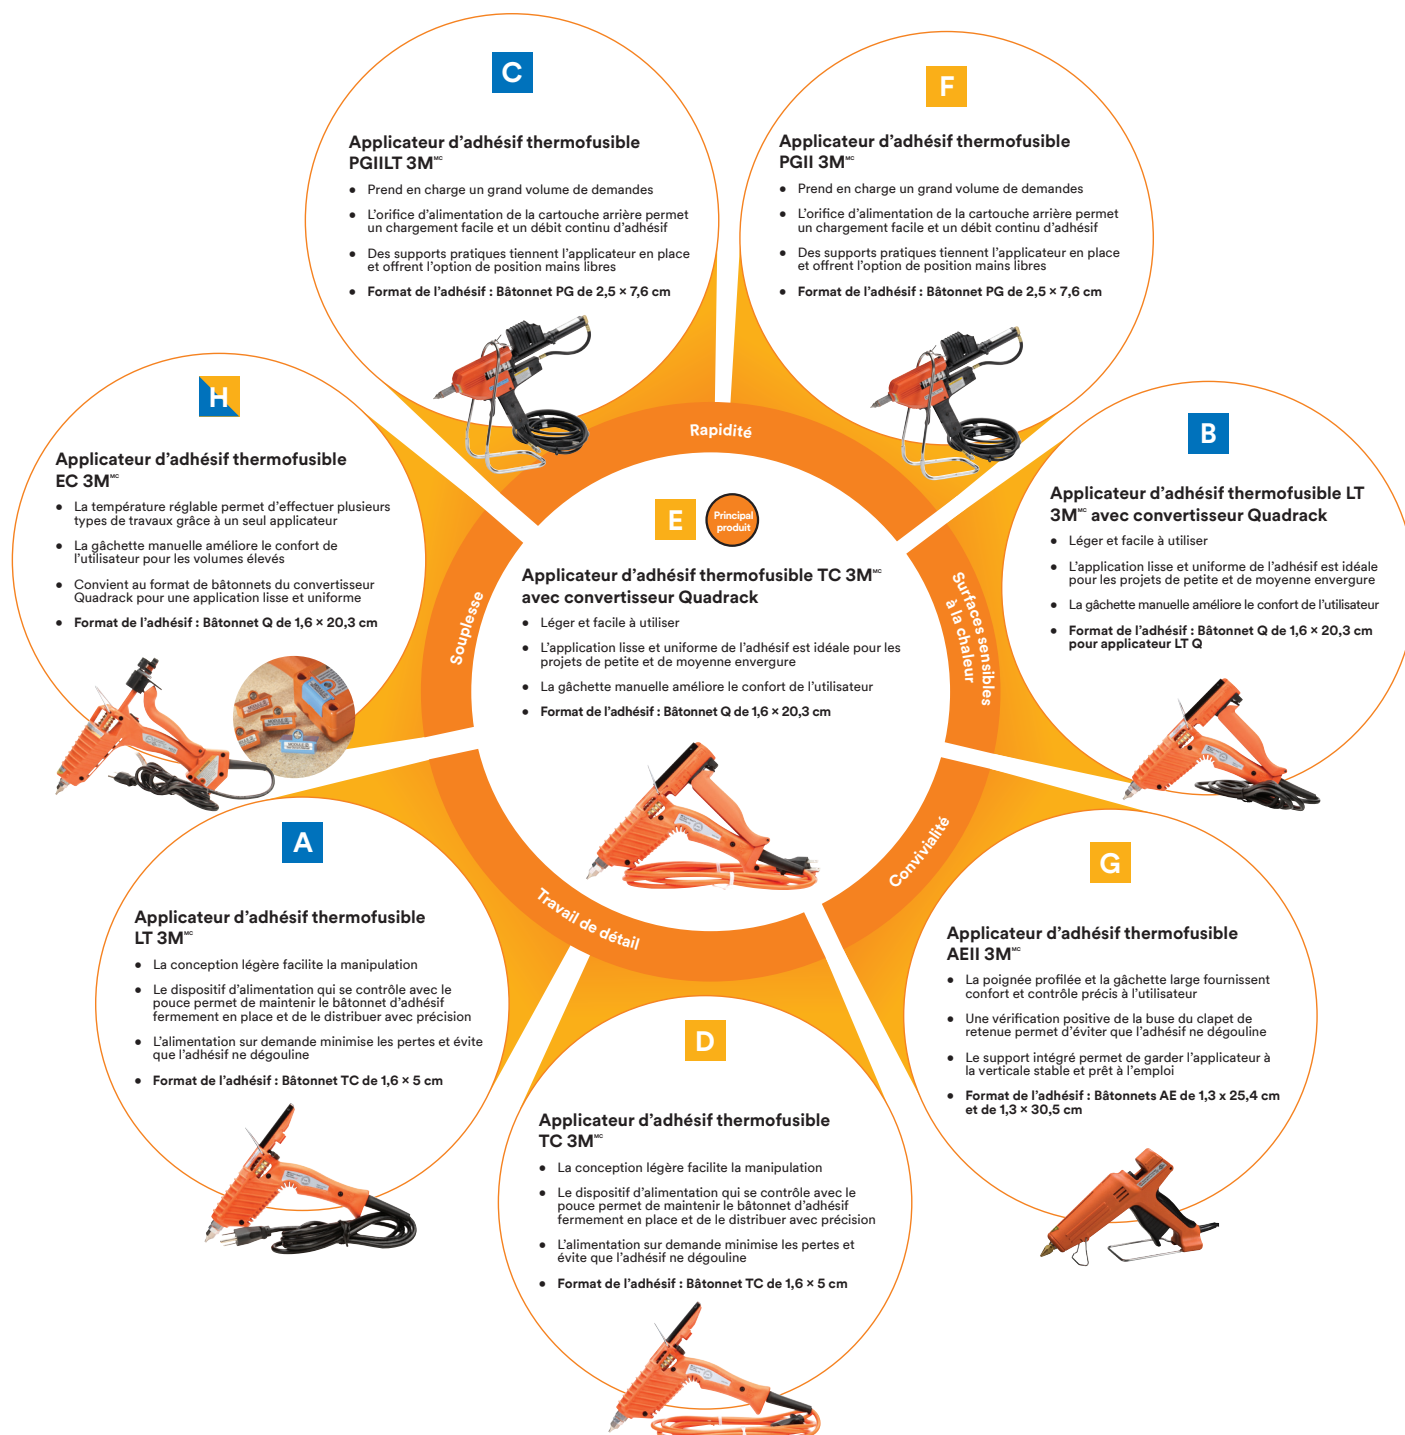 C
Applicateur d’adhésif thermofusible
PGIILT 3Mᴹᶜ
• Prend en charge un grand volume de demandes
• L’orifice d’alimentation de la cartouche arrière permet
un chargement facile et un débit continu d’adhésif
• Des supports pratiques tiennent l’applicateur en place
et offrent l’option de position mains libres
• Format de l’adhésif : Bâtonnet PG de 2,5 × 7,6 cm
F
Applicateur d’adhésif thermofusible
PGII 3Mᴹᶜ
• Prend en charge un grand volume de demandes
• L’orifice d’alimentation de la cartouche arrière permet
un chargement facile et un débit continu d’adhésif
• Des supports pratiques tiennent l’applicateur en place
et offrent l’option de position mains libres
• Format de l’adhésif : Bâtonnet PG de 2,5 × 7,6 cm
H
Applicateur d’adhésif thermofusible
EC 3Mᴹᶜ
• La température réglable permet d’effectuer plusieurs
types de travaux grâce à un seul applicateur
• La gâchette manuelle améliore le confort de
l’utilisateur pour les volumes élevés
• Convient au format de bâtonnets du convertisseur
Quadrack pour une application lisse et uniforme
• Format de l’adhésif : Bâtonnet Q de 1,6 × 20,3 cm
Rapidité
Souplesse
Surfaces sensibles
à la chaleur
Convivialité
Travail de détail
E
Principal
produit
Applicateur d’adhésif thermofusible TC 3Mᴹᶜ
avec convertisseur Quadrack
• Léger et facile à utiliser
• L’application lisse et uniforme de l’adhésif est idéale pour les
projets de petite et de moyenne envergure
• La gâchette manuelle améliore le confort de l’utilisateur
• Format de l’adhésif : Bâtonnet Q de 1,6 × 20,3 cm
B
Applicateur d’adhésif thermofusible LT
3Mᴹᶜ avec convertisseur Quadrack
• Léger et facile à utiliser
• L’application lisse et uniforme de l’adhésif est idéale
pour les projets de petite et de moyenne envergure
• La gâchette manuelle améliore le confort de l’utilisateur
• Format de l’adhésif : Bâtonnet Q de 1,6 × 20,3 cm
pour applicateur LT Q
A
Applicateur d’adhésif thermofusible
LT 3Mᴹᶜ
• La conception légère facilite la manipulation
• Le dispositif d’alimentation qui se contrôle avec le
pouce permet de maintenir le bâtonnet d’adhésif
fermement en place et de le distribuer avec précision
• L’alimentation sur demande minimise les pertes et évite
que l’adhésif ne dégouline
• Format de l’adhésif : Bâtonnet TC de 1,6 × 5 cm
D
Applicateur d’adhésif thermofusible
TC 3Mᴹᶜ
• La conception légère facilite la manipulation
• Le dispositif d’alimentation qui se contrôle avec le
pouce permet de maintenir le bâtonnet d’adhésif
fermement en place et de le distribuer avec précision
• L’alimentation sur demande minimise les pertes et
évite que l’adhésif ne dégouline
• Format de l’adhésif : Bâtonnet TC de 1,6 × 5 cm
G
Applicateur d’adhésif thermofusible
AEII 3Mᴹᶜ
• La poignée profilée et la gâchette large fournissent
confort et contrôle précis à l’utilisateur
• Une vérification positive de la buse du clapet de
retenue permet d’éviter que l’adhésif ne dégouline
• Le support intégré permet de garder l’applicateur à
la verticale stable et prêt à l’emploi
• Format de l’adhésif : Bâtonnets AE de 1,3 x 25,4 cm
et de 1,3 × 30,5 cm